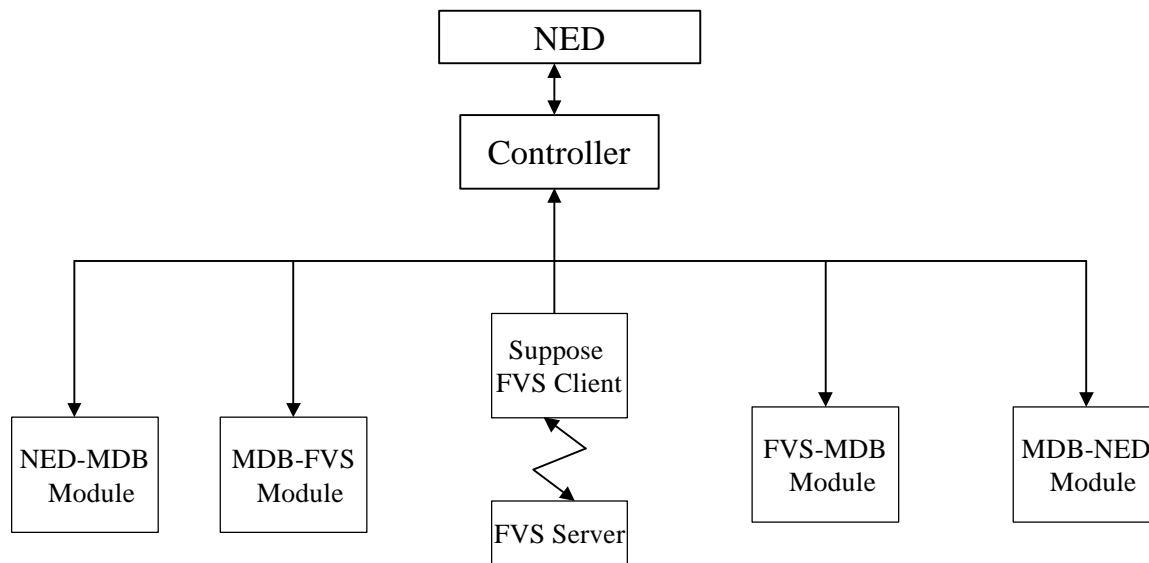 NED
Controller
Suppose
FVS Client
NED-MDB
Module
MDB-FVS
Module
FVS-MDB
Module
MDB-NED
Module
FVS Server